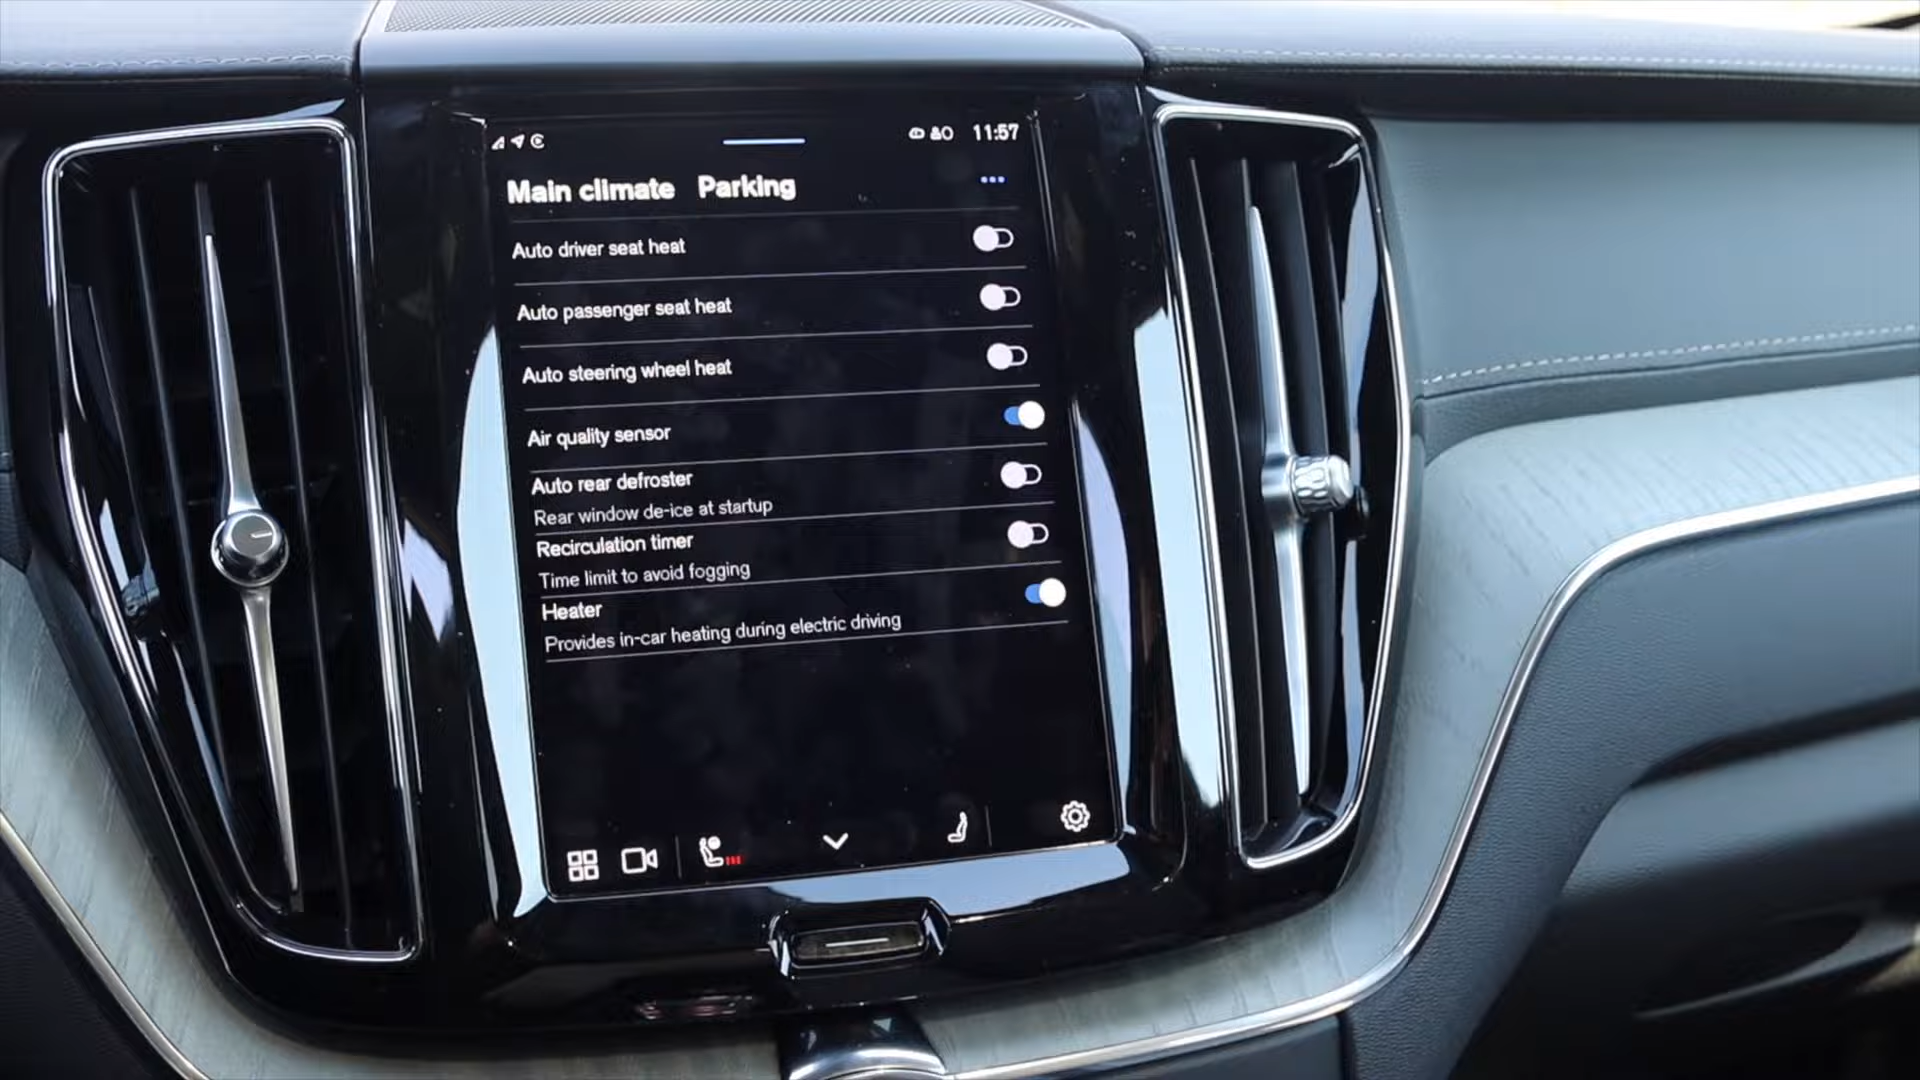 11:57
Main climate Parking
Auto driver seat heat
Auto passenger seat heat
Auto steering wheel heat
Air quality sensor
Auto rear defroster
Rear window de-ice at startup
Recirculation timer
Time limit to avoid fogging
Heater
Provides in-car heating during electric driving